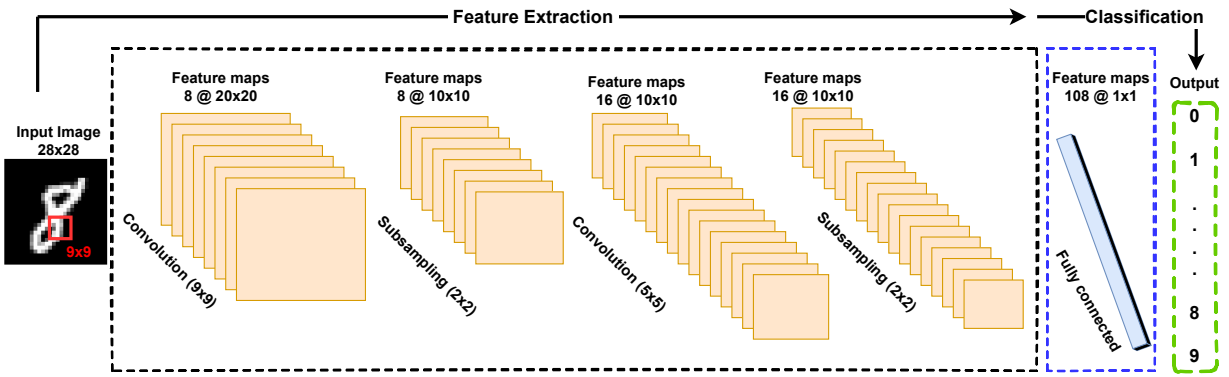 Feature Extraction
Classification
Feature maps
8 @ 20x20
Feature maps
8 @ 10x10
Feature maps
16 @ 10x10
Feature maps
16 @ 10x10
Feature maps
108 @ 1x1
Output
Input Image
28x28
9x9
Convolution (9x9)
Subsampling (2x2)
Convolution (5x5)
Subsampling (2x2)
Fully connected
0
1
.
.
.
.
8
9